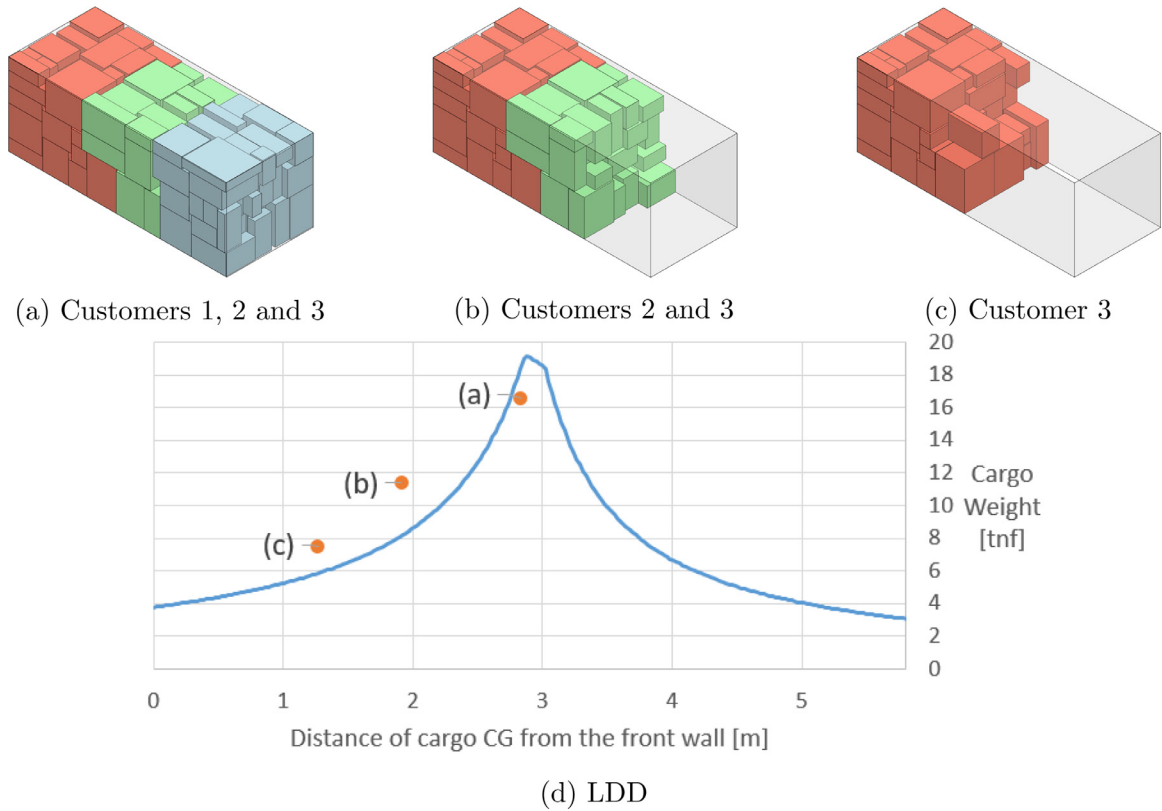 (a) Customers 1, 2 and 3
(b) Customers 2 and 3
(c) Customer 3
20
18
16
14
12
10
8
6
4
2
0
Cargo
Weight
[tnf]
(a)
(b)
(c)
0 1 2 3 4 5
Distance of cargo CG from the front wall [m]
(d) LDD